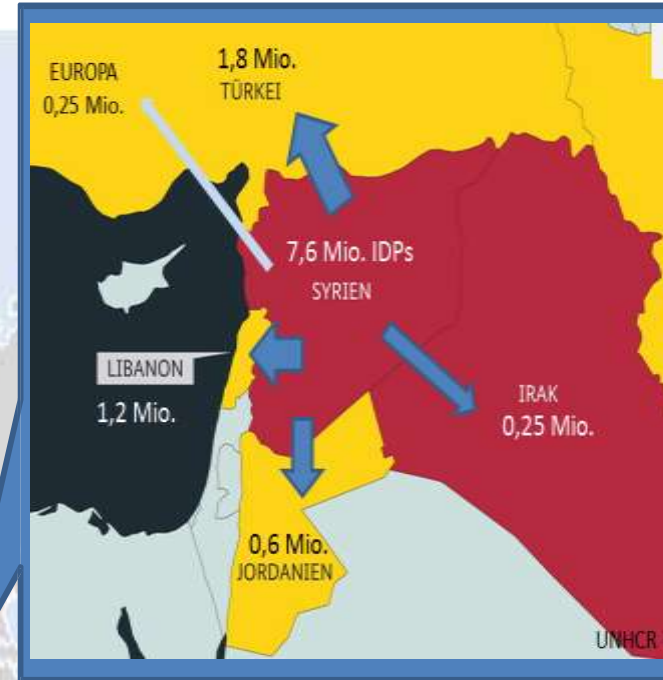 EUROPA
0,25 Mio.
1,8 Mio.
TÜRKEI
7,6 Mio. IDPs
SYRIEN
LIBANON
1,2 Mio.
IRAK
0,25 Mio.
0,6 Mio.
JORDANIEN
UNHCR